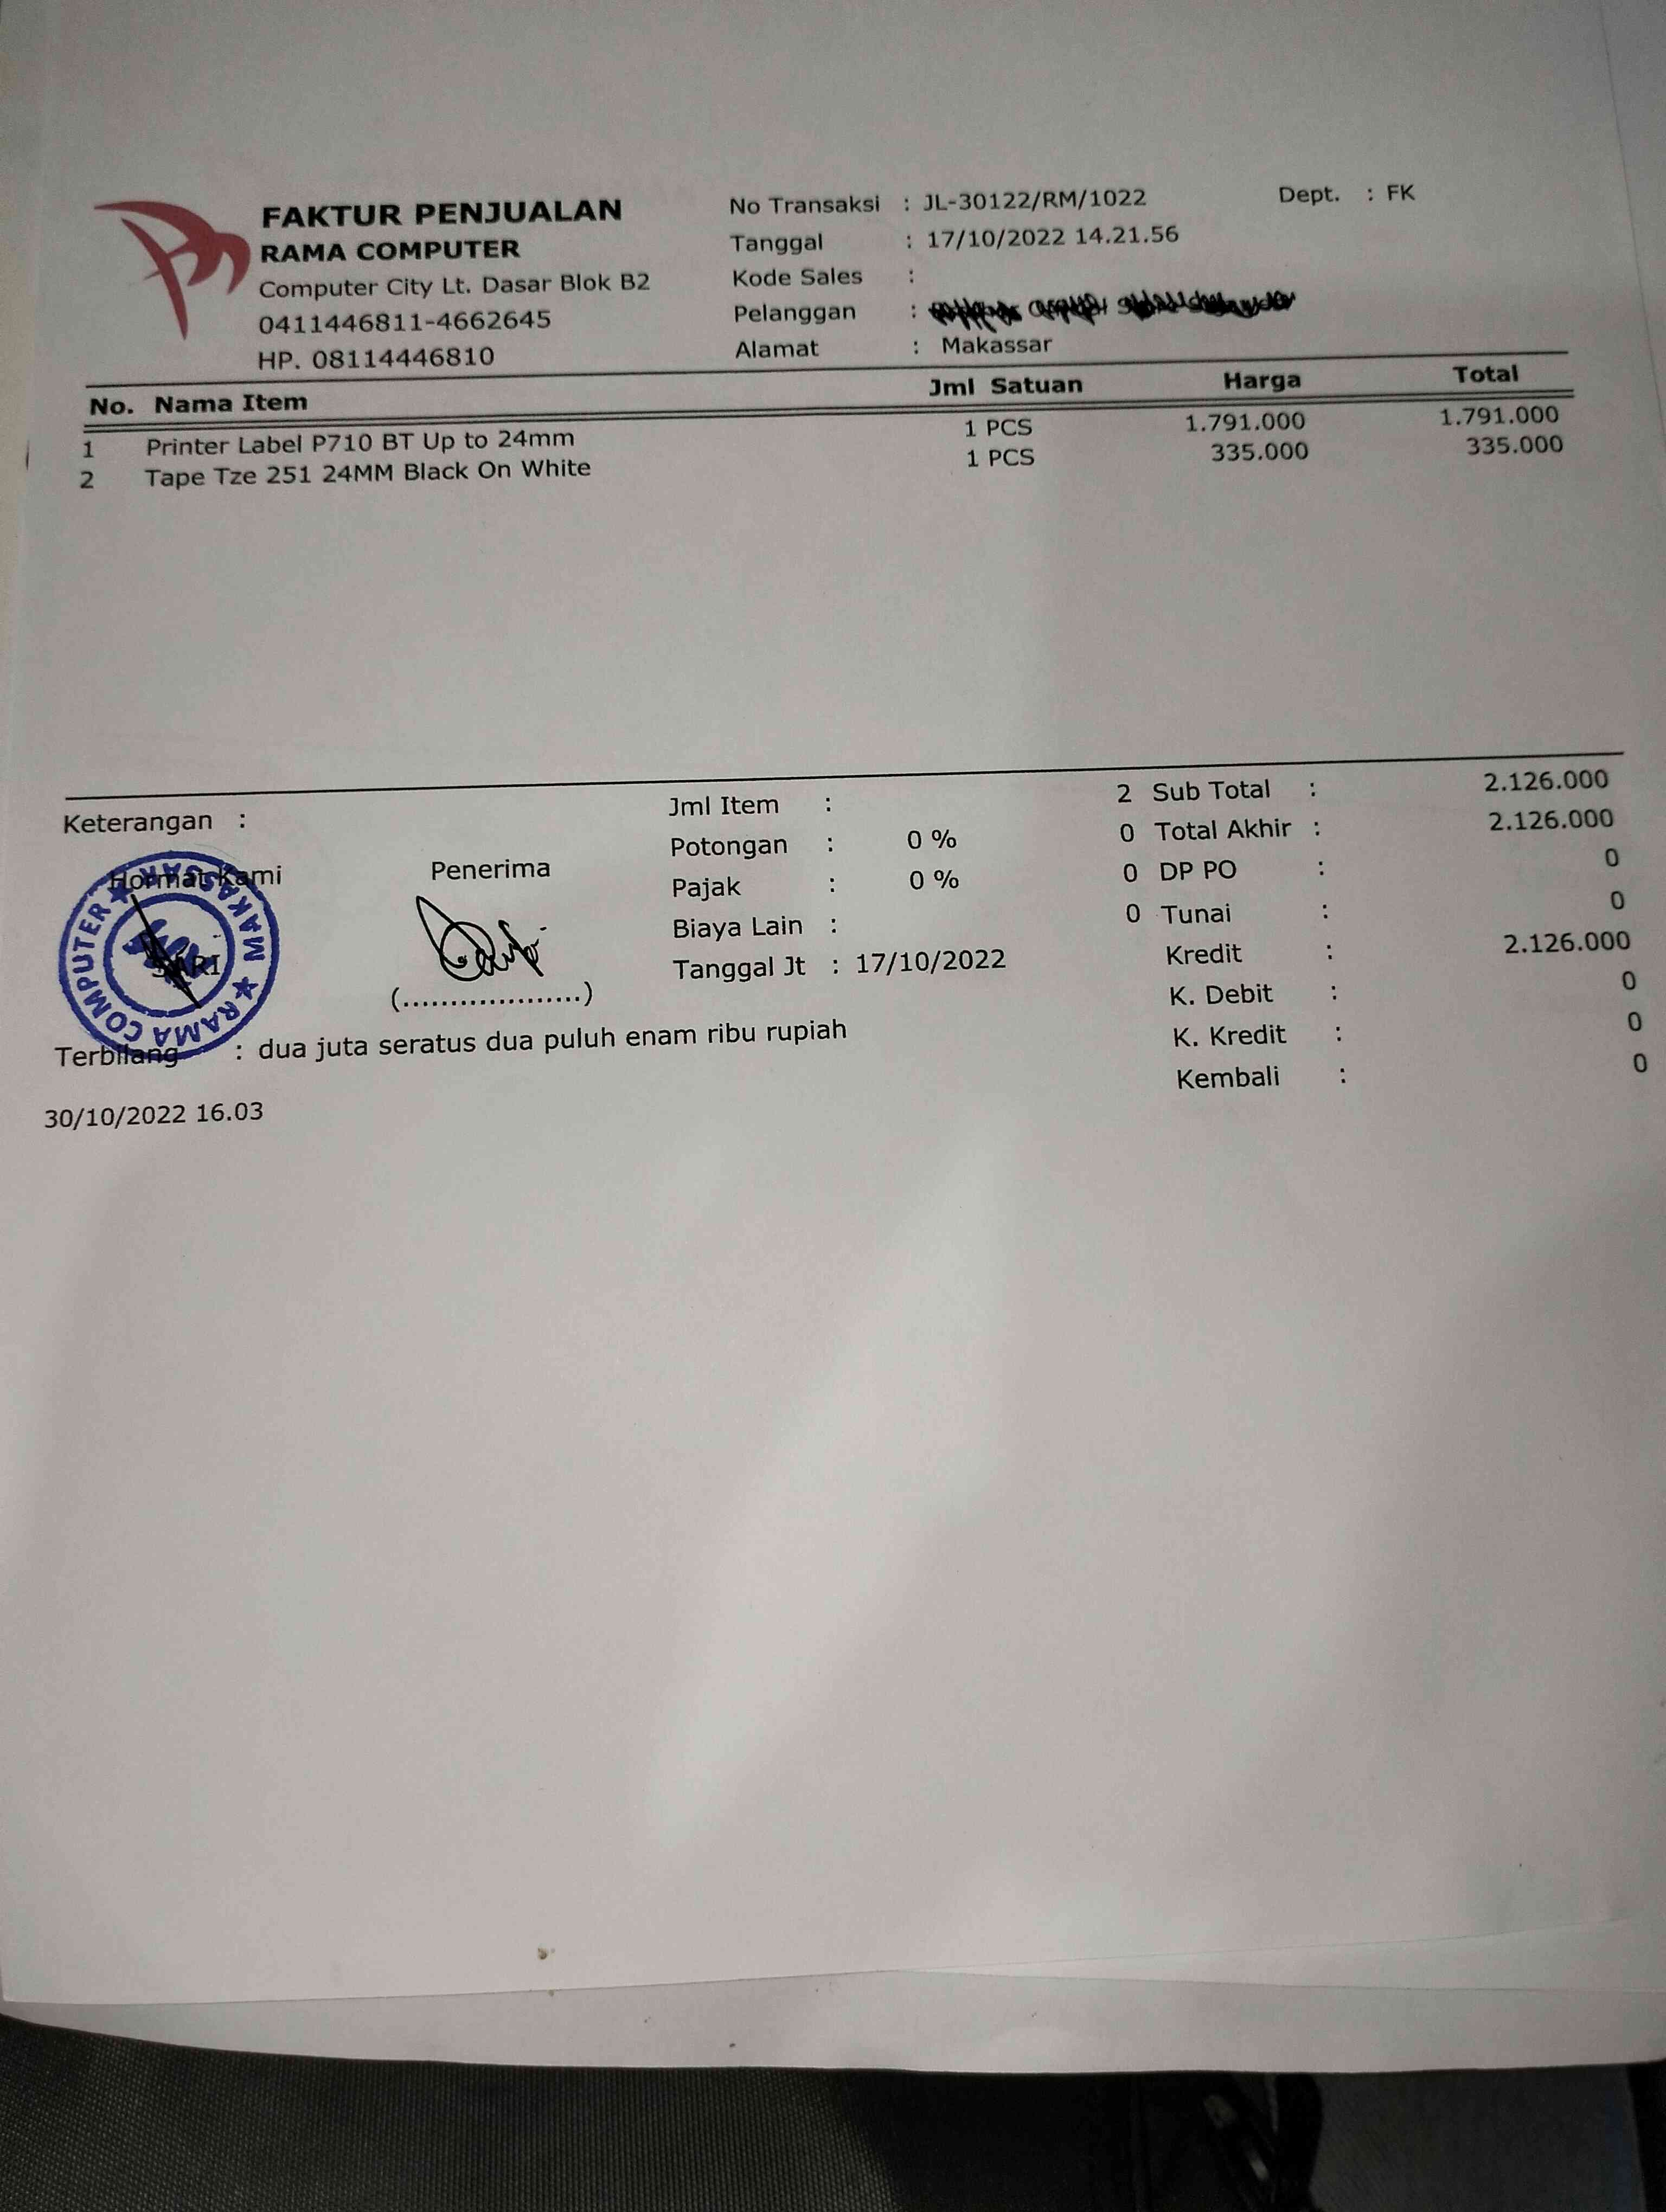 FAKTUR PENJUALAN
RAMA COMPUTER
Computer City Lt. Dasar Blok B2
0411446811-4662645
HP. 08114446810
No Transaksi : JL-30122/RM/1022
Dept. : FK
Tanggal : 17/10/2022 14.21.56
Kode Sales :
Pelanggan :
Alamat : Makassar
No. Nama Item Jml Satuan Harga Total
1 Printer Label P710 BT Up to 24mm 1 PCS 1.791.000 1.791.000
2 Tape Tze 251 24MM Black On White 1 PCS 335.000 335.000
Keterangan :
Hormat Kami
Penerima
SARI
(....................)
RAMA COMPUTER ★ MAKASSAR ★
Jml Item : 2
Potongan : 0 % 0
Pajak : 0 % 0
Biaya Lain : 0
Tanggal Jt : 17/10/2022
Sub Total : 2.126.000
Total Akhir : 2.126.000
DP PO : 0
Tunai : 0
Kredit : 2.126.000
K. Debit : 0
K. Kredit : 0
Kembali : 0
Terbilang : dua juta seratus dua puluh enam ribu rupiah
30/10/2022 16.03